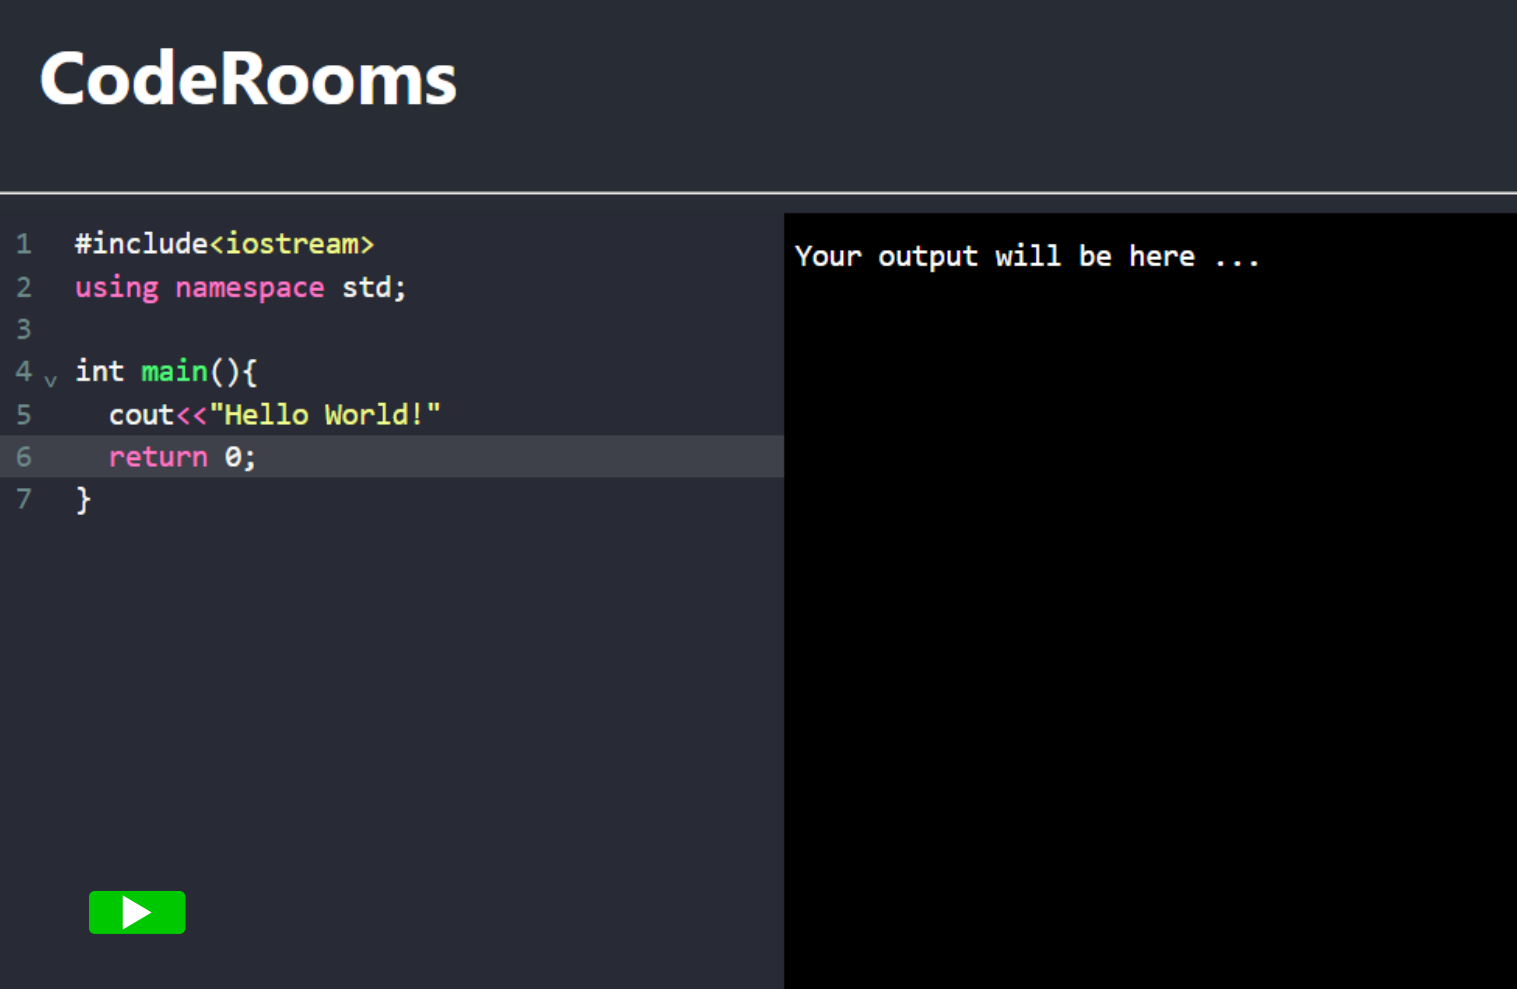 CodeRooms
1 #include<iostream>
2 using namespace std;
3
4 int main(){
5   cout<<"Hello World!"
6   return 0;
7 }
Your output will be here ...